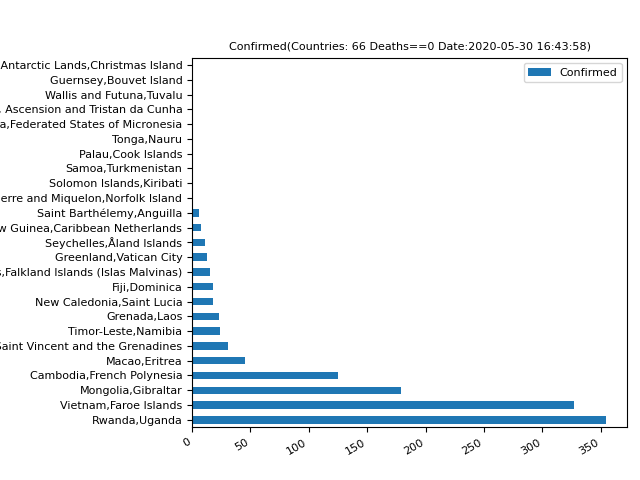 Confirmed(Countries: 66 Deaths==0 Date:2020-05-30 16:43:58)
Confirmed
Antarctic Lands,Christmas Island
Guernsey,Bouvet Island
Wallis and Futuna,Tuvalu
, Ascension and Tristan da Cunha
Federated States of Micronesia
Tonga,Nauru
Palau,Cook Islands
Samoa,Turkmenistan
Solomon Islands,Kiribati
and Miquelon,Norfolk Island
Saint Barthélemy,Anguilla
Guinea,Caribbean Netherlands
Seychelles,Åland Islands
Greenland,Vatican City
Falkland Islands (Islas Malvinas)
Fiji,Dominica
New Caledonia,Saint Lucia
Grenada,Laos
Timor-Leste,Namibia
Saint Vincent and the Grenadines
Macao,Eritrea
Cambodia,French Polynesia
Mongolia,Gibraltar
Vietnam,Faroe Islands
Rwanda,Uganda
0 50 100 150 200 250 300 350